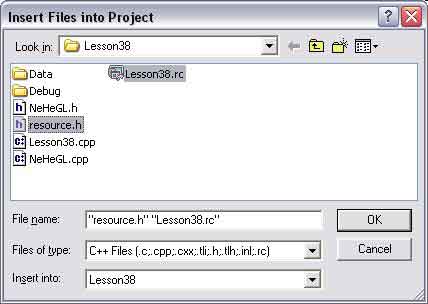 Insert Files into Project
Look in: Lesson38
Data
Debug
NeHeGL.h
resource.h
Lesson38.cpp
NeHeGL.cpp
Lesson38.rc
File name: "resource.h" "Lesson38.rc" OK
Files of type: C++ Files (.c;.cpp;.cxx;.tli;.h;.tlh;.inl;.rc) Cancel
Insert into: Lesson38